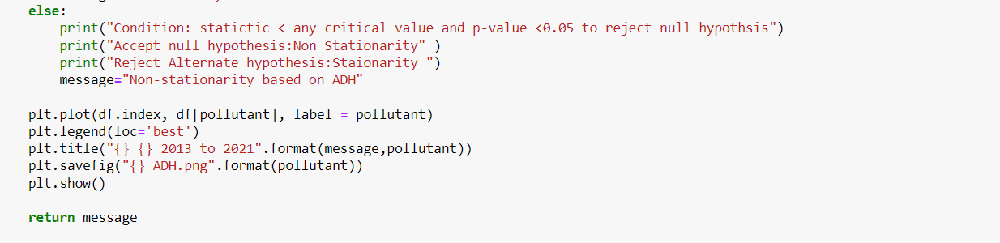 else:
print("Condition: statictic < any critical value and p-value <0.05 to reject null hypothsis")
print("Accept null hypothesis:Non Stationarity" )
print("Reject Alternate hypothesis:Staionarity ")
message="Non-stationarity based on ADH"
plt.plot(df.index, df[pollutant], label = pollutant)
plt.legend(loc='best')
plt.title("{}_{}_2013 to 2021".format(message,pollutant))
plt.savefig("{}_ADH.png".format(pollutant))
plt.show()
return message